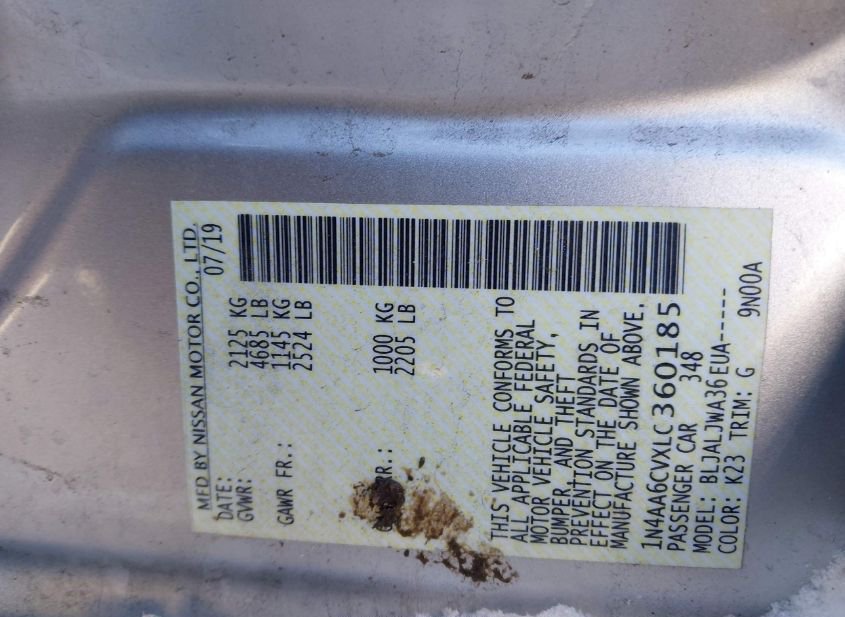 MFD BY NISSAN MOTOR CO., LTD.
DATE: 07/19
GVWR: 2125 KG
4685 LB
GAWR FR.: 1145 KG
2524 LB
RR.: 1000 KG
2205 LB
THIS VEHICLE CONFORMS TO
ALL APPLICABLE FEDERAL
MOTOR VEHICLE SAFETY,
BUMPER, AND THEFT
PREVENTION STANDARDS IN
EFFECT ON THE DATE OF
MANUFACTURE SHOWN ABOVE.
1N4AA6CVXLC360185
PASSENGER CAR 348
MODEL: BLJALJWA36EUA-----
COLOR: K23 TRIM: G 9N00A